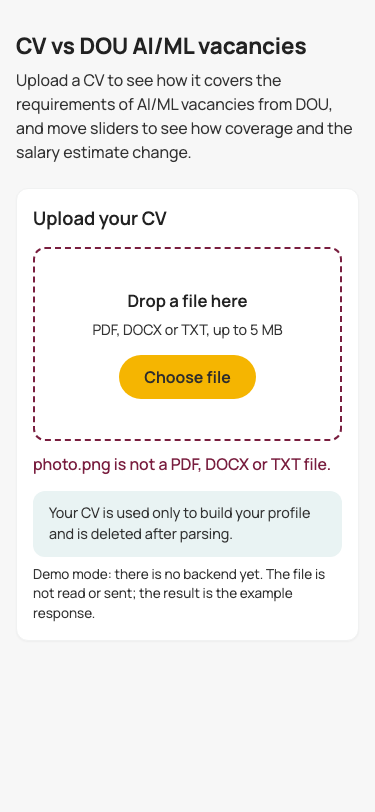 CV vs DOU AI/ML vacancies
Upload a CV to see how it covers the
requirements of AI/ML vacancies from DOU,
and move sliders to see how coverage and the
salary estimate change.
Upload your CV
Drop a file here
PDF, DOCX or TXT, up to 5 MB
Choose file
photo.png is not a PDF, DOCX or TXT file.
Your CV is used only to build your profile
and is deleted after parsing.
Demo mode: there is no backend yet. The file is
not read or sent; the result is the example
response.